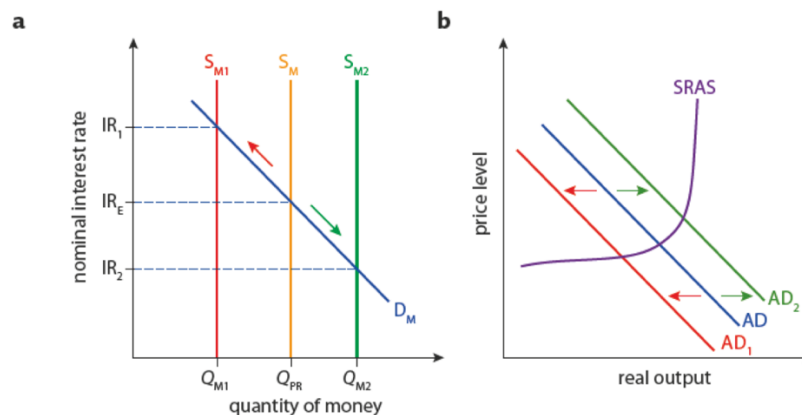 a
S_M1
S_M
S_M2
IR_1
IR_E
IR_2
nominal interest rate
D_M
Q_M1
Q_PR
Q_M2
quantity of money
b
SRAS
price level
AD_2
AD
AD_1
real output